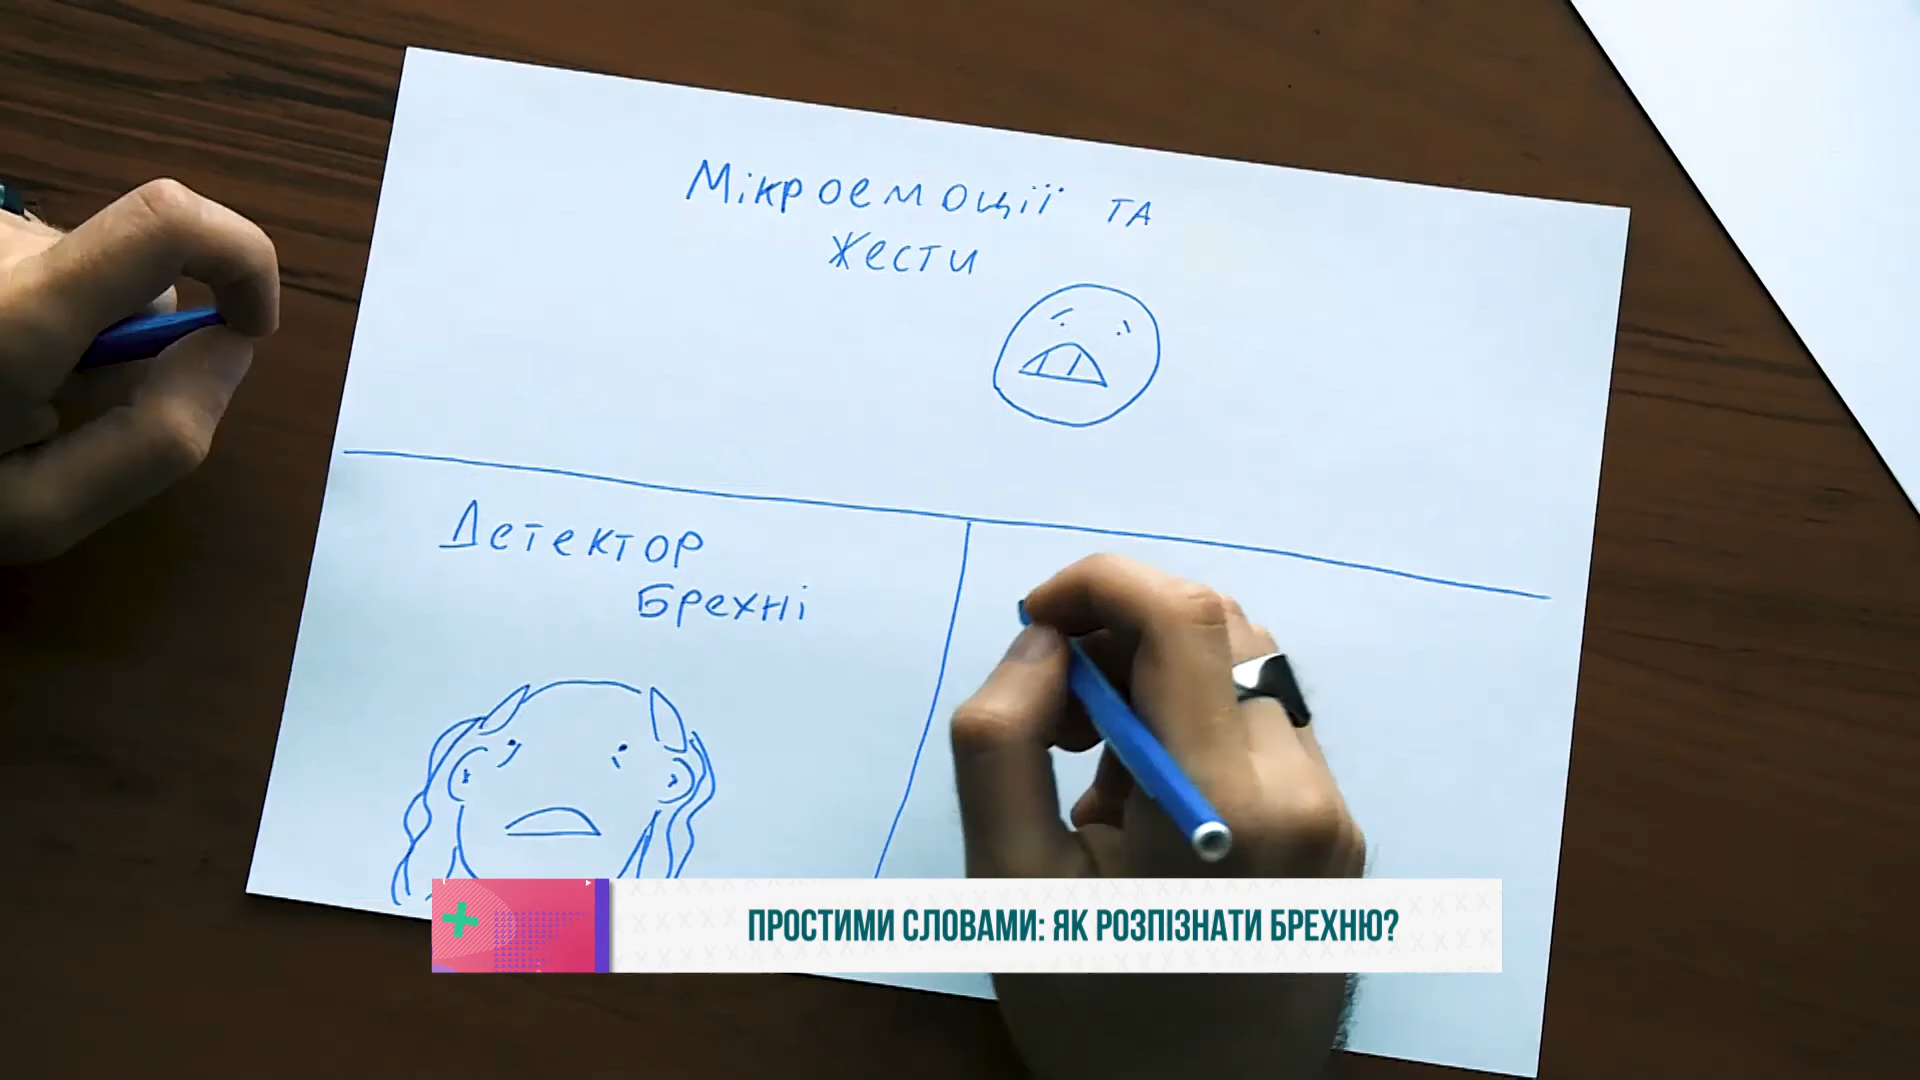 Мікроемоції та
жести
Детектор
Брехні
ПРОСТИМИ СЛОВАМИ: ЯК РОЗПІЗНАТИ БРЕХНЮ?